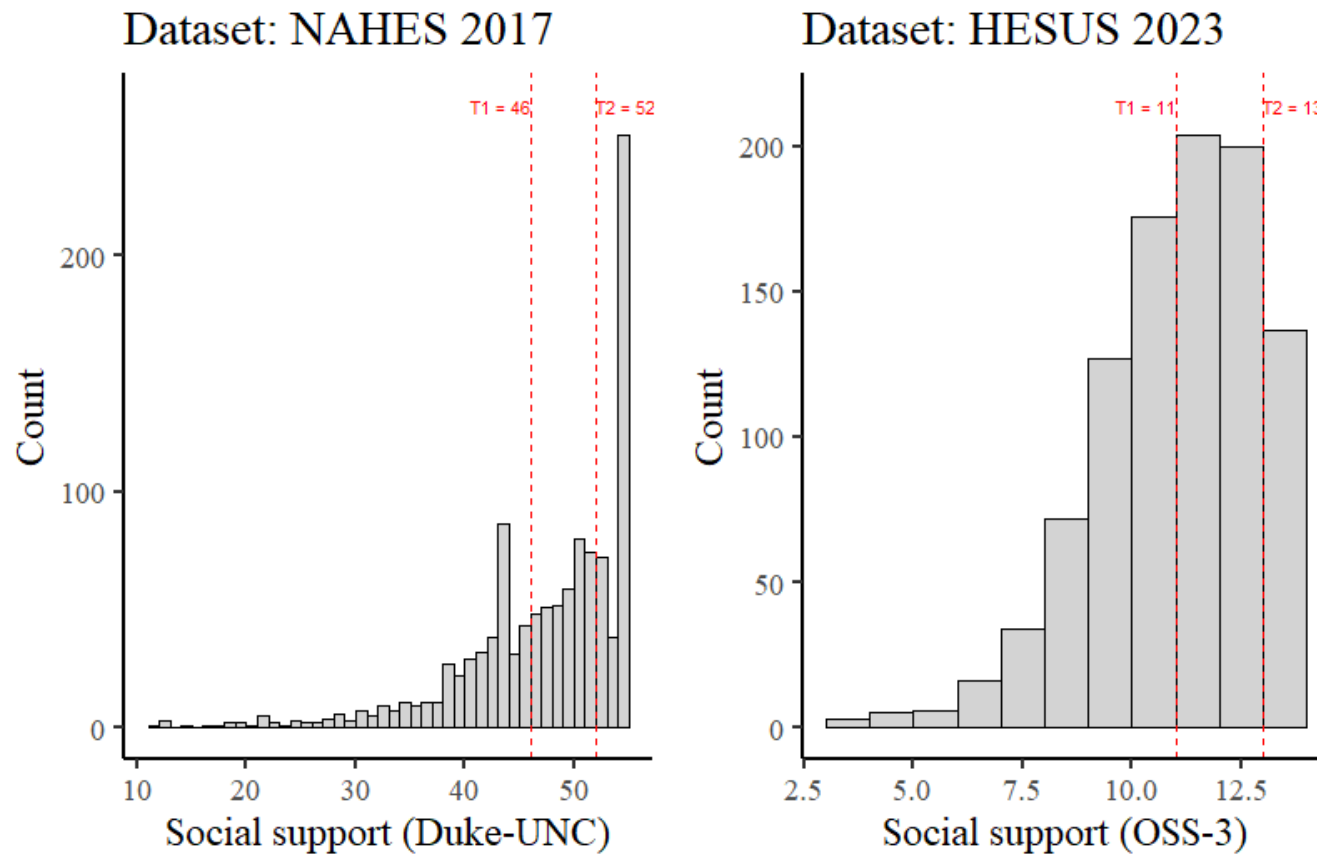 Dataset: NAHES 2017
T1 = 46
T2 = 52
200
100
0
Count
10 20 30 40 50
Social support (Duke-UNC)
Dataset: HESUS 2023
T1 = 11
T2 = 13
200
150
100
50
0
Count
2.5 5.0 7.5 10.0 12.5
Social support (OSS-3)